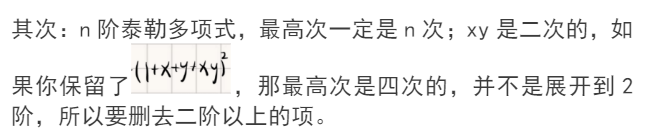 其次：n 阶泰勒多项式，最高次一定是 n 次；xy 是二次的，如
果你保留了 (1+x+y+xy)²，那最高次是四次的，并不是展开到 2
阶，所以要删去二阶以上的项。